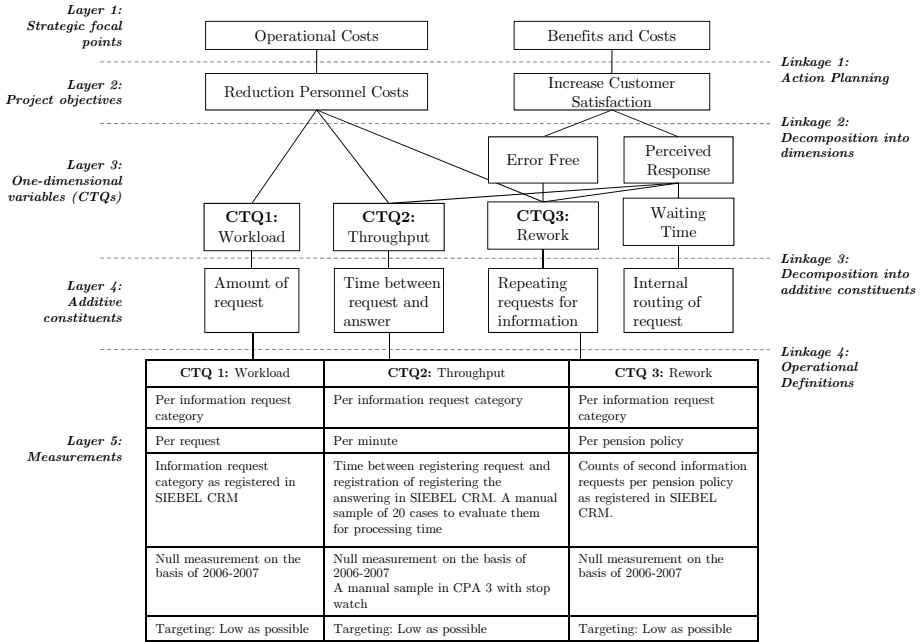 Layer 1:
Strategic focal
points
Operational Costs
Benefits and Costs
Linkage 1:
Action Planning
Layer 2:
Project objectives
Reduction Personnel Costs
Increase Customer
Satisfaction
Linkage 2:
Decomposition into
dimensions
Layer 3:
One-dimensional
variables (CTQs)
Error Free
Perceived
Response
CTQ1:
Workload
CTQ2:
Throughput
CTQ3:
Rework
Waiting
Time
Linkage 3:
Decomposition into
additive constituents
Layer 4:
Additive
constituents
Amount of
request
Time between
request and
answer
Repeating
requests for
information
Internal
routing of
request
Linkage 4:
Operational
Definitions
Layer 5:
Measurements
CTQ 1: Workload
CTQ2: Throughput
CTQ 3: Rework
Per information request
category
Per information request category
Per information request
category
Per request
Per minute
Per pension policy
Information request
category as registered in
SIEBEL CRM
Time between registering request and
registration of registering the
answering in SIEBEL CRM. A manual
sample of 20 cases to evaluate them
for processing time
Counts of second information
requests per pension policy
as registered in SIEBEL
CRM.
Null measurement on the
basis of 2006-2007
Null measurement on the basis of
2006-2007
A manual sample in CPA 3 with stop
watch
Null measurement on the
basis of 2006-2007
Targeting: Low as possible
Targeting: Low as possible
Targeting: Low as possible